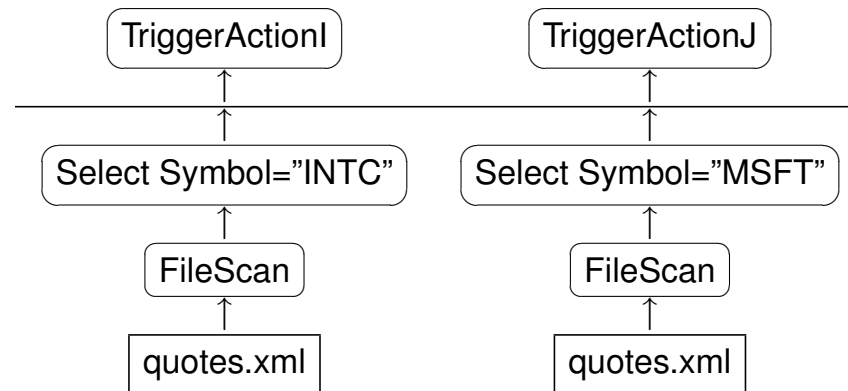 TriggerActionI
TriggerActionJ
Select Symbol=”INTC”
Select Symbol=”MSFT”
FileScan
FileScan
quotes.xml
quotes.xml